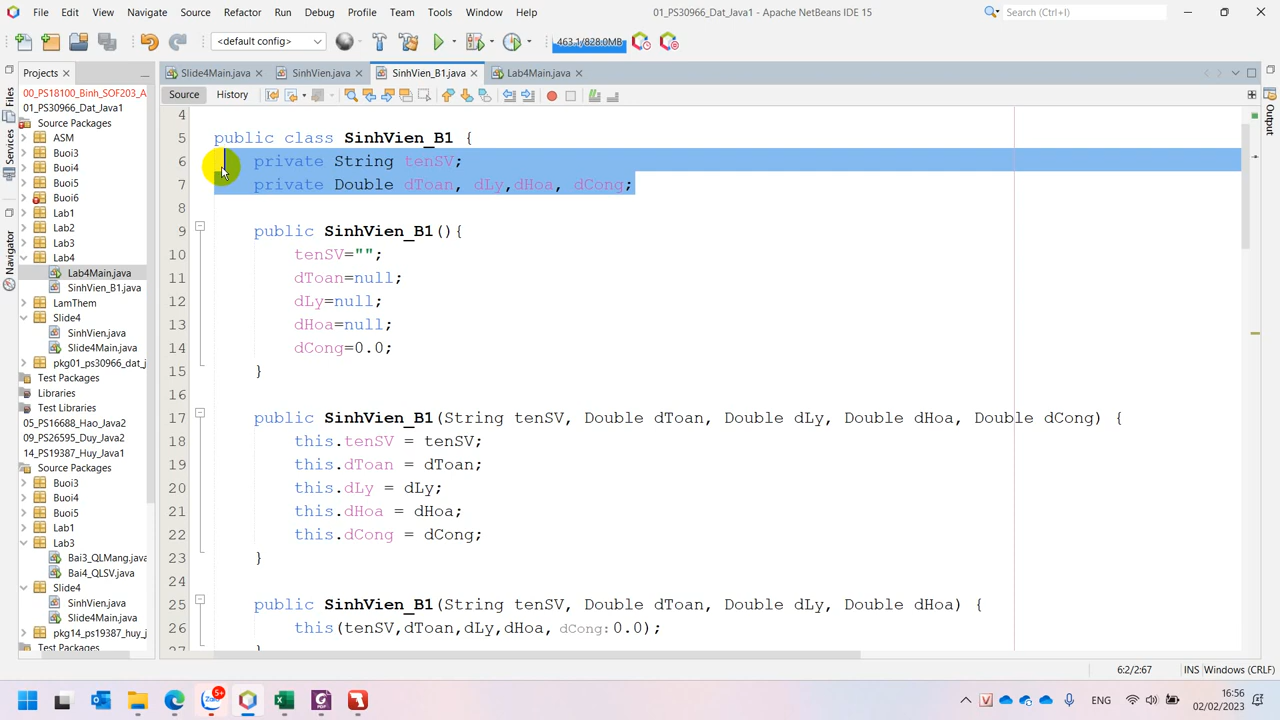 File Edit View Navigate Source Refactor Run Debug Profile Team Tools Window Help
01_PS30966_Dat_Java1 - Apache NetBeans IDE 15
Search (Ctrl+I)
<default config>
463.1/828.0MB
Projects
Slide4Main.java SinhVien.java SinhVien_B1.java Lab4Main.java
Source History
Files
Services
Navigator
Output
00_PS18100_Binh_SOF203_A
01_PS30966_Dat_Java1
Source Packages
ASM
Buoi3
Buoi4
Buoi5
Buoi6
Lab1
Lab2
Lab3
Lab4
Lab4Main.java
SinhVien_B1.java
LamThem
Slide4
SinhVien.java
Slide4Main.java
pkg01_ps30966_dat_j
Test Packages
Libraries
Test Libraries
05_PS16688_Hao_Java2
09_PS26595_Duy_Java2
14_PS19387_Huy_Java1
Source Packages
Buoi3
Buoi4
Buoi5
Lab1
Lab3
Bai3_QLMang.java
Bai4_QLSV.java
Slide4
SinhVien.java
Slide4Main.java
pkg14_ps19387_huy_j
Test Packages
4
5 public class SinhVien_B1 {
6 private String tenSV;
7 private Double dToan, dLy,dHoa, dCong;
8
9 public SinhVien_B1(){
10 tenSV="";
11 dToan=null;
12 dLy=null;
13 dHoa=null;
14 dCong=0.0;
15 }
16
17 public SinhVien_B1(String tenSV, Double dToan, Double dLy, Double dHoa, Double dCong) {
18 this.tenSV = tenSV;
19 this.dToan = dToan;
20 this.dLy = dLy;
21 this.dHoa = dHoa;
22 this.dCong = dCong;
23 }
24
25 public SinhVien_B1(String tenSV, Double dToan, Double dLy, Double dHoa) {
26 this(tenSV,dToan,dLy,dHoa, dCong: 0.0);
27 }
6:2/2:67 INS Windows (CRLF)
Zalo
5+
ENG
16:56
02/02/2023